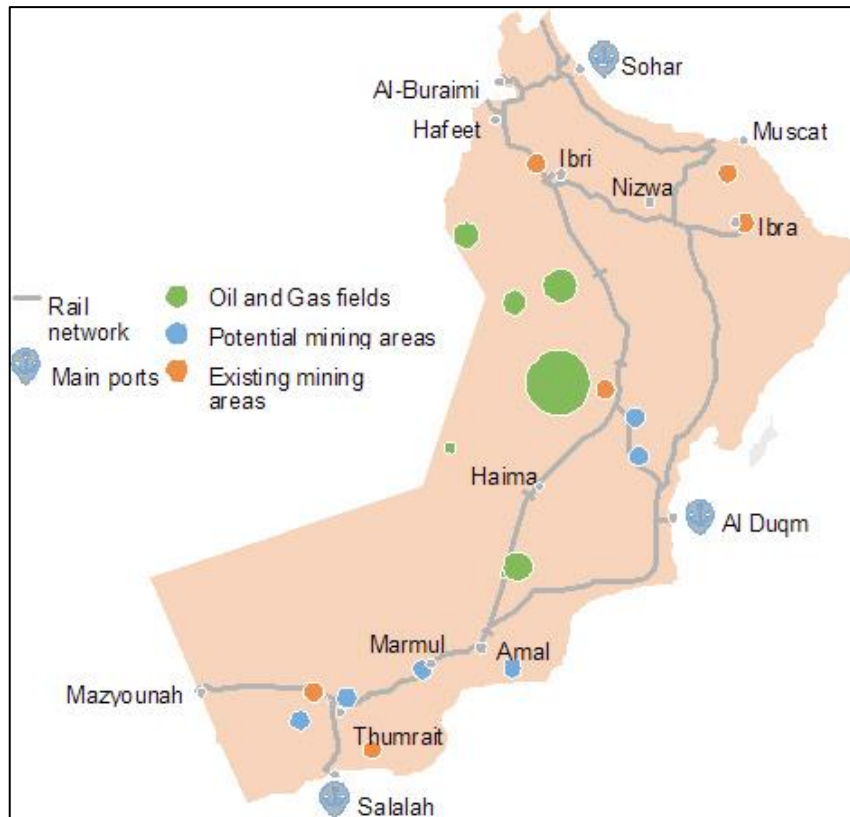 Sohar
Al-Buraimi
Hafeet
Muscat
Ibri
Nizwa
Ibra
Rail
network
Main ports
Oil and Gas fields
Potential mining areas
Existing mining
areas
Haima
Al Duqm
Marmul
Amal
Mazyounah
Thumrait
Salalah